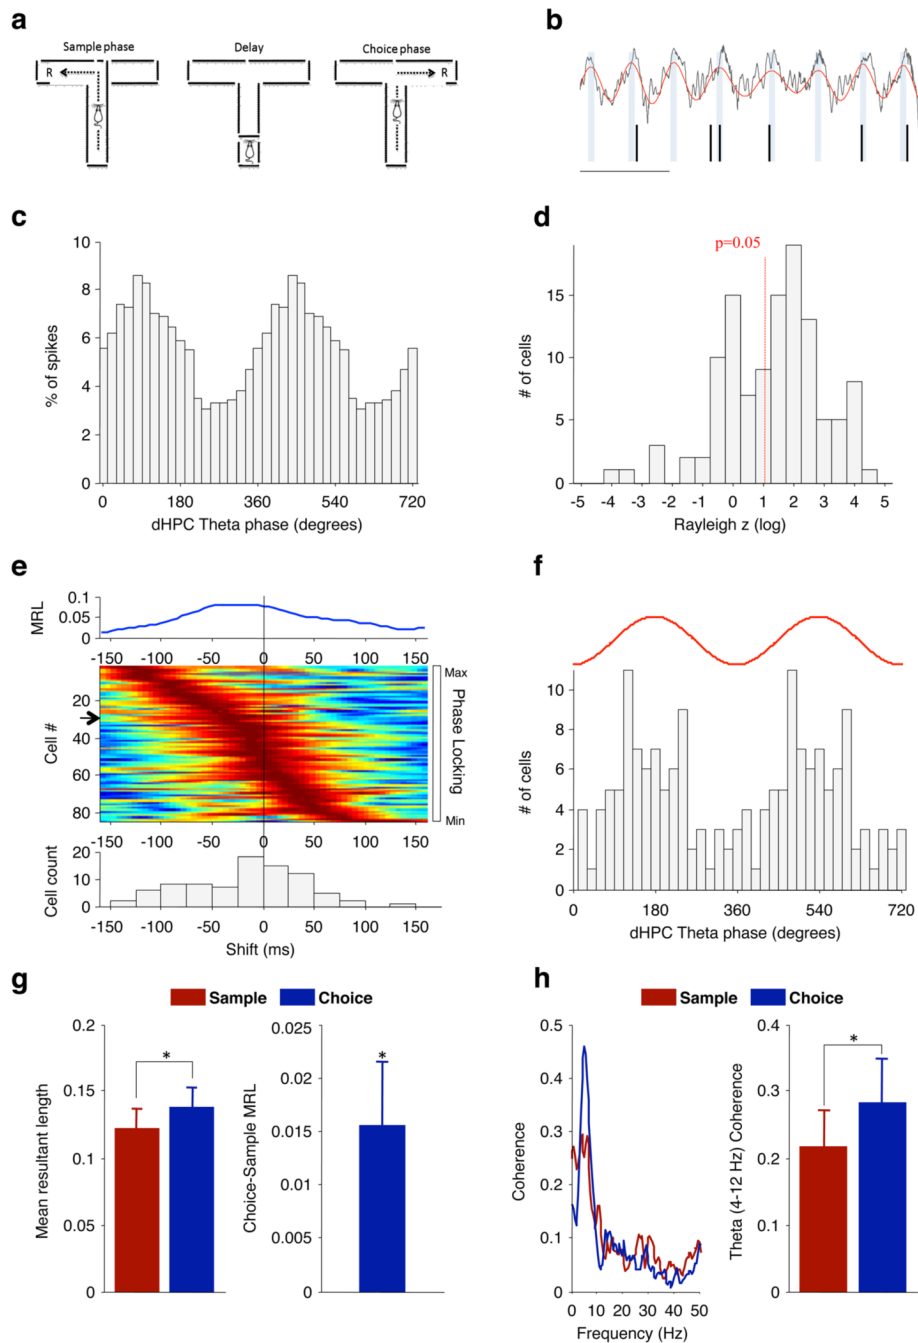 a
Sample phase
Delay
Choice phase
R
R
b
c
10
8
6
4
2
0
% of spikes
0 180 360 540 720
dHPC Theta phase (degrees)
d
p=0.05
15
10
5
0
# of cells
-5 -4 -3 -2 -1 0 1 2 3 4 5
Rayleigh z (log)
e
0.1
0.05
0
MRL
-150 -100 -50 0 50 100 150
20
40
60
80
Cell #
Max
Phase Locking
Min
-150 -100 -50 0 50 100 150
20
10
0
Cell count
-150 -100 -50 0 50 100 150
Shift (ms)
f
10
8
6
4
2
0
# of cells
0 180 360 540 720
dHPC Theta phase (degrees)
g
Sample Choice
0.2
0.15
0.1
0.05
0
Mean resultant length
*
0.025
0.02
0.015
0.01
0.005
0
Choice-Sample MRL
*
h
Sample Choice
0.5
0.4
0.3
0.2
0.1
0
Coherence
0 10 20 30 40 50
Frequency (Hz)
0.4
0.3
0.2
0.1
0
Theta (4-12 Hz) Coherence
*